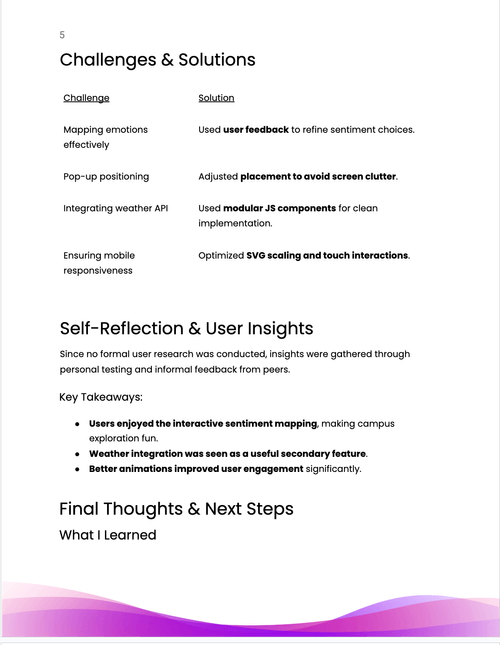 5
Challenges & Solutions
Challenge Solution
Mapping emotions Used user feedback to refine sentiment choices.
effectively
Pop-up positioning Adjusted placement to avoid screen clutter.
Integrating weather API Used modular JS components for clean
implementation.
Ensuring mobile Optimized SVG scaling and touch interactions.
responsiveness
Self-Reflection & User Insights
Since no formal user research was conducted, insights were gathered through
personal testing and informal feedback from peers.
Key Takeaways:
● Users enjoyed the interactive sentiment mapping, making campus
exploration fun.
● Weather integration was seen as a useful secondary feature.
● Better animations improved user engagement significantly.
Final Thoughts & Next Steps
What I Learned